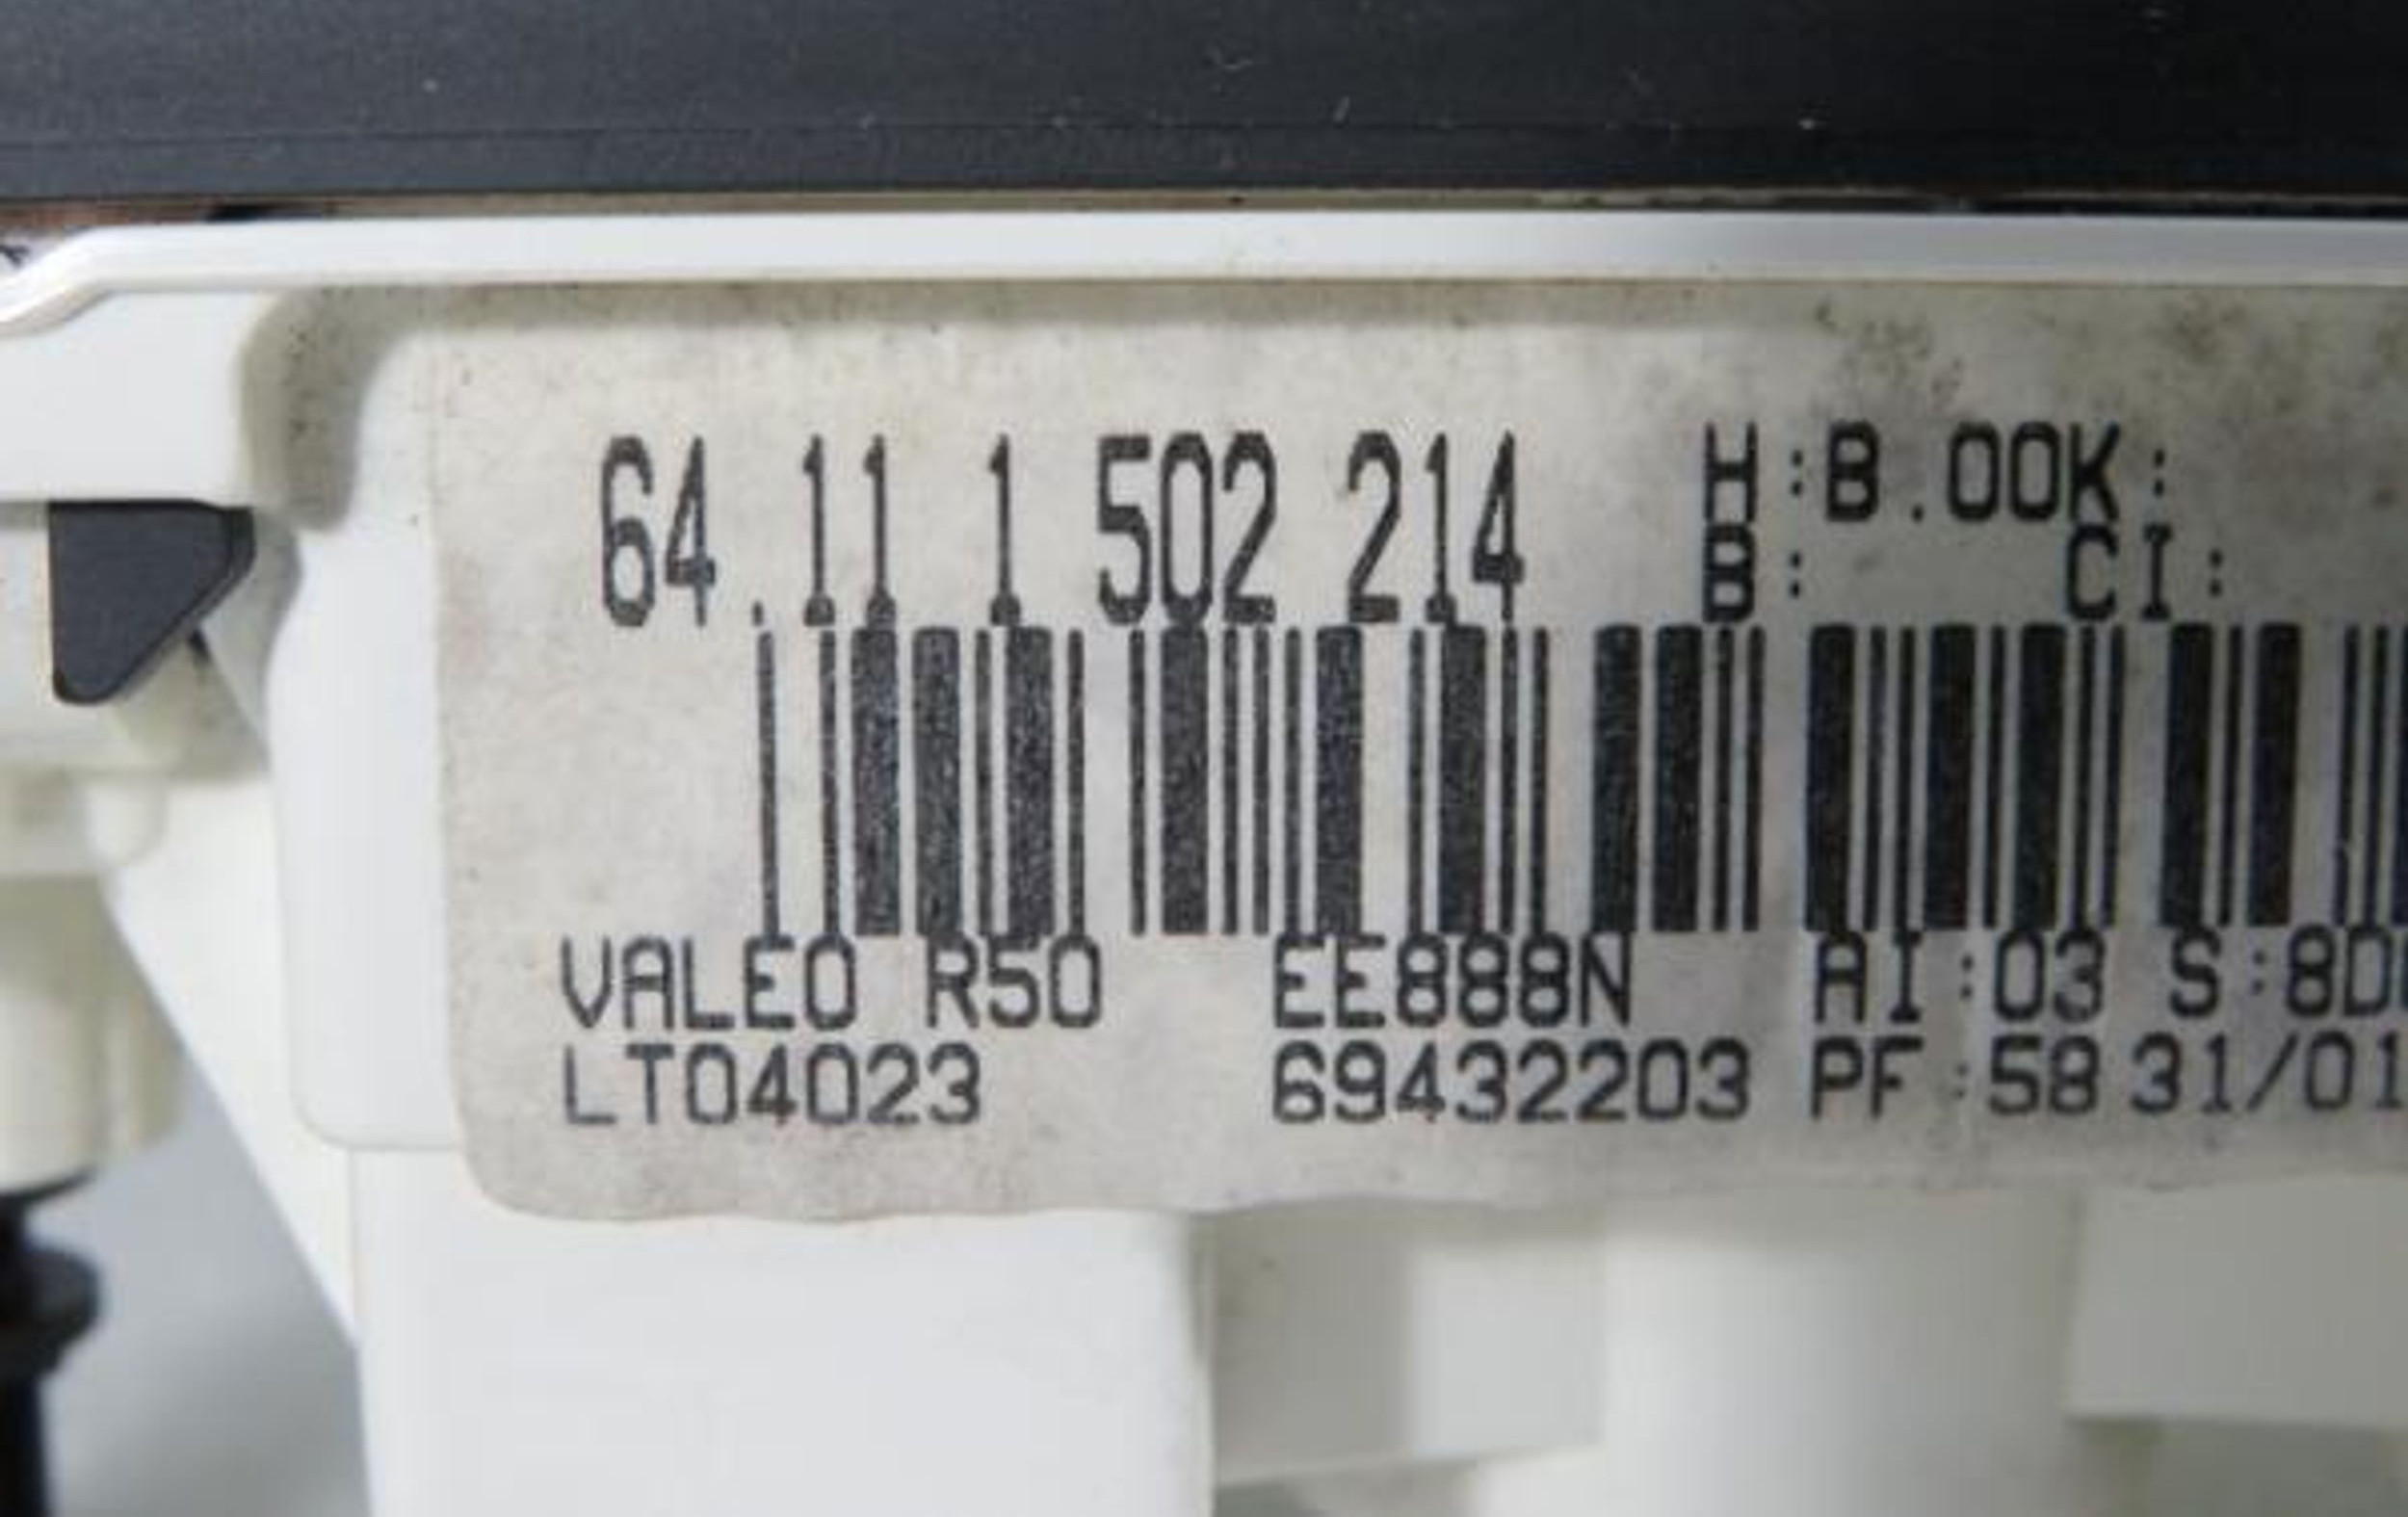 64.11 1 502 214 H:B.00K:
B: CI:
VALEO R50 EE888N AI:03 S:8D
LT04023 69432203 PF:58 31/01